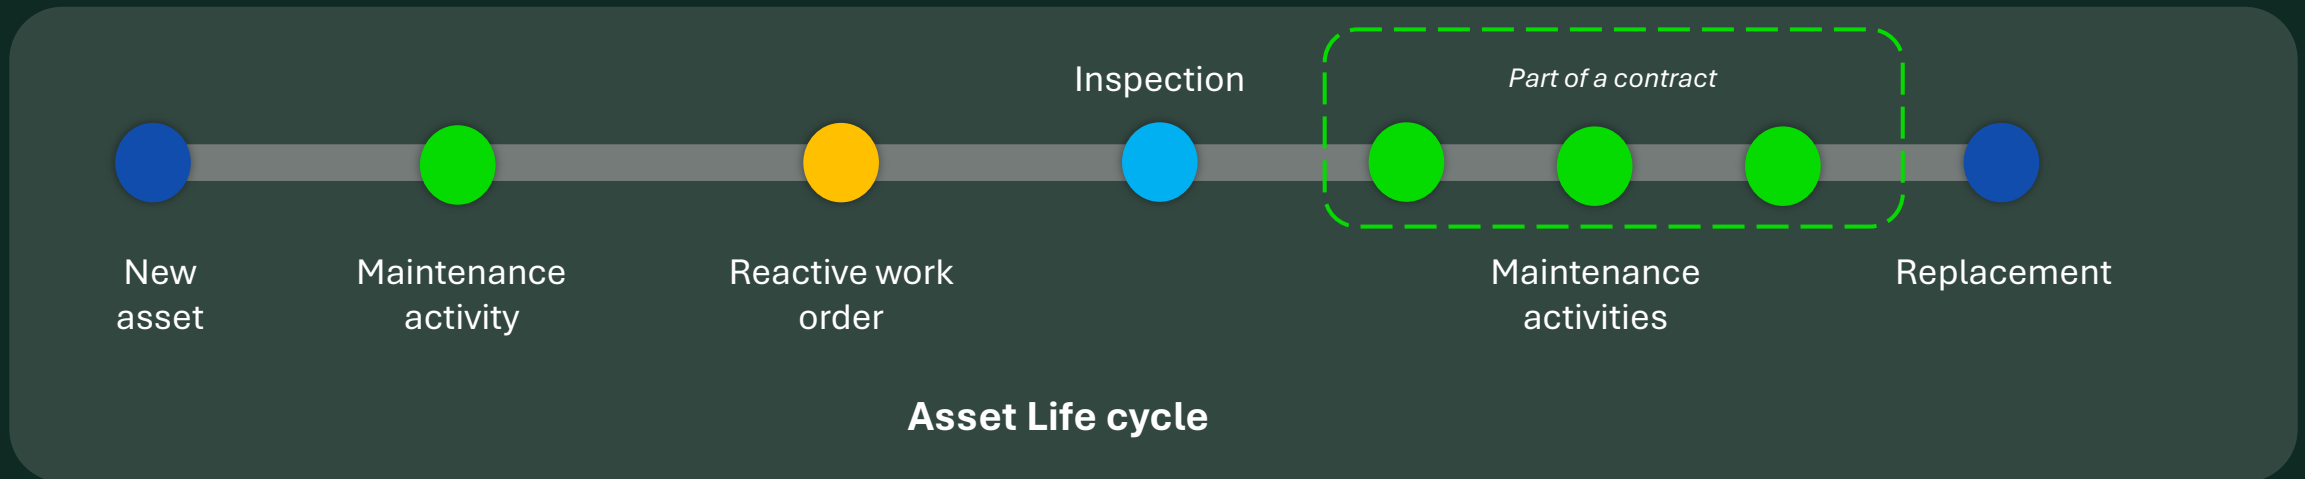 Inspection
Part of a contract
New
asset
Maintenance
activity
Reactive work
order
Maintenance
activities
Replacement
Asset Life cycle